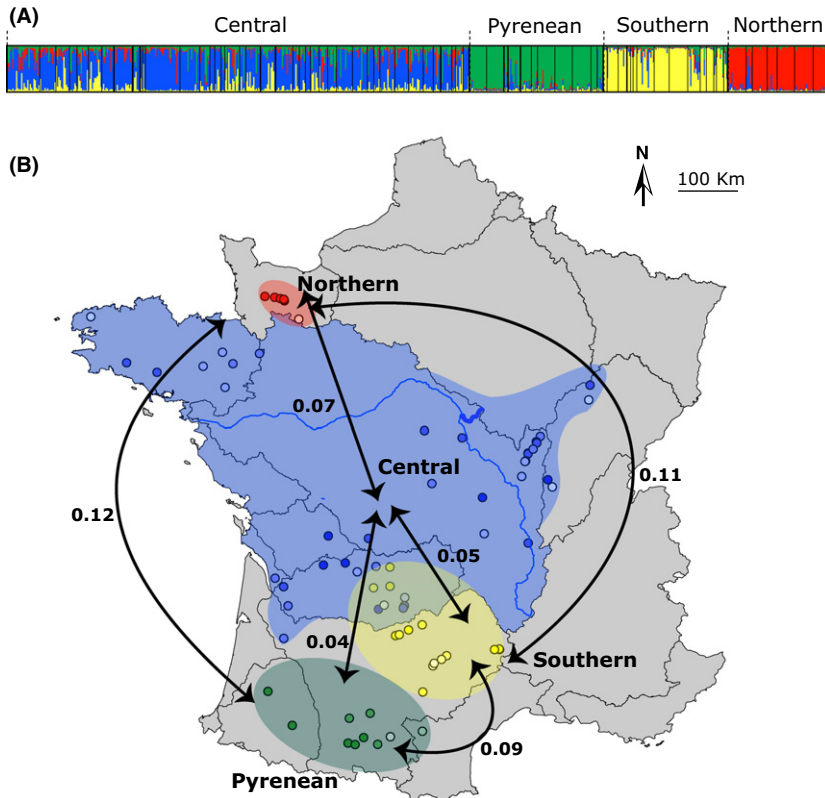 (A)
Central
Pyrenean
Southern
Northern
(B)
N
100 Km
Northern
0.07
Central
0.11
0.12
0.05
0.04
Southern
0.09
Pyrenean